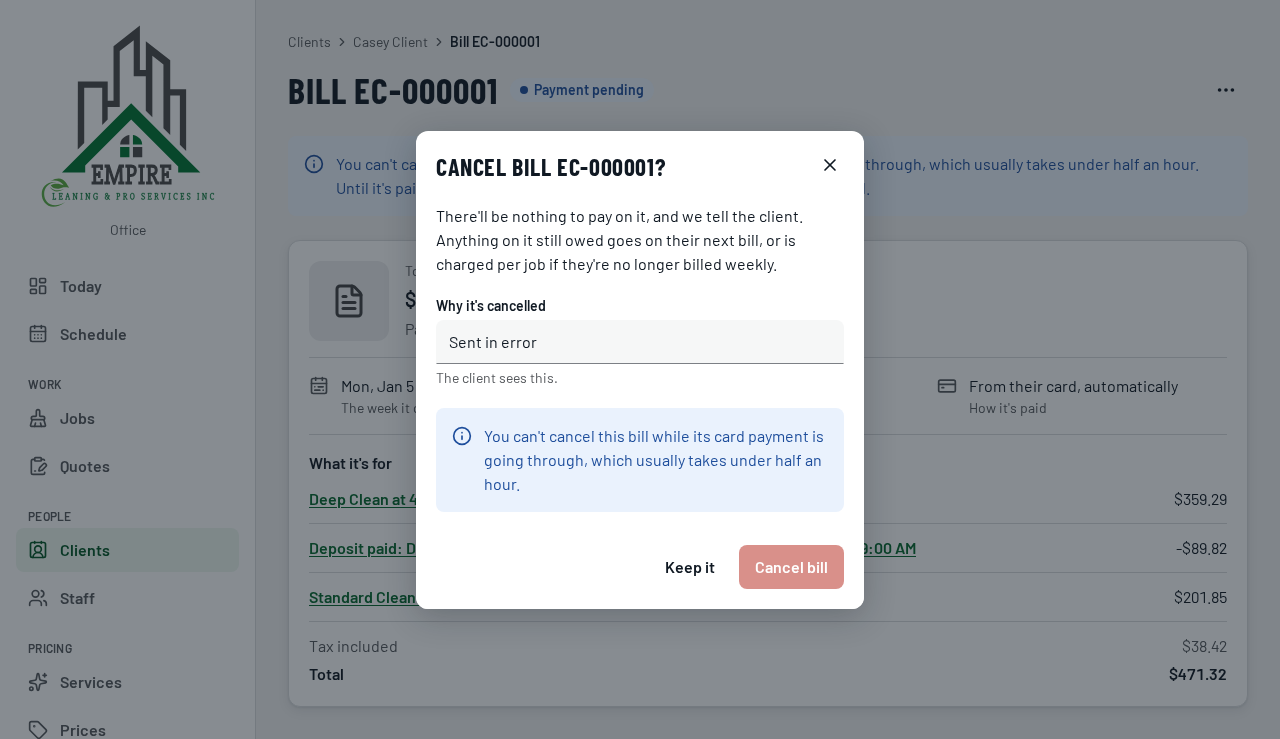 EMPIRE
LEANING & PRO SERVICES INC
Office
Today
Schedule
WORK
Jobs
Quotes
PEOPLE
Clients
Staff
PRICING
Services
Prices
Clients > Casey Client > Bill EC-000001
BILL EC-000001
Payment pending
You can't ca
through, which usually takes under half an hour.
Until it's pai
CANCEL BILL EC-000001?
There'll be nothing to pay on it, and we tell the client.
Anything on it still owed goes on their next bill, or is
charged per job if they're no longer billed weekly.
Why it's cancelled
Sent in error
The client sees this.
You can't cancel this bill while its card payment is
going through, which usually takes under half an
hour.
Keep it
Cancel bill
$
Mon, Jan 5
The week it
From their card, automatically
How it's paid
What it's for
Deep Clean at 4
$359.29
Deposit paid: D
9:00 AM
-$89.82
Standard Clean
$201.85
Tax included
$38.42
Total
$471.32